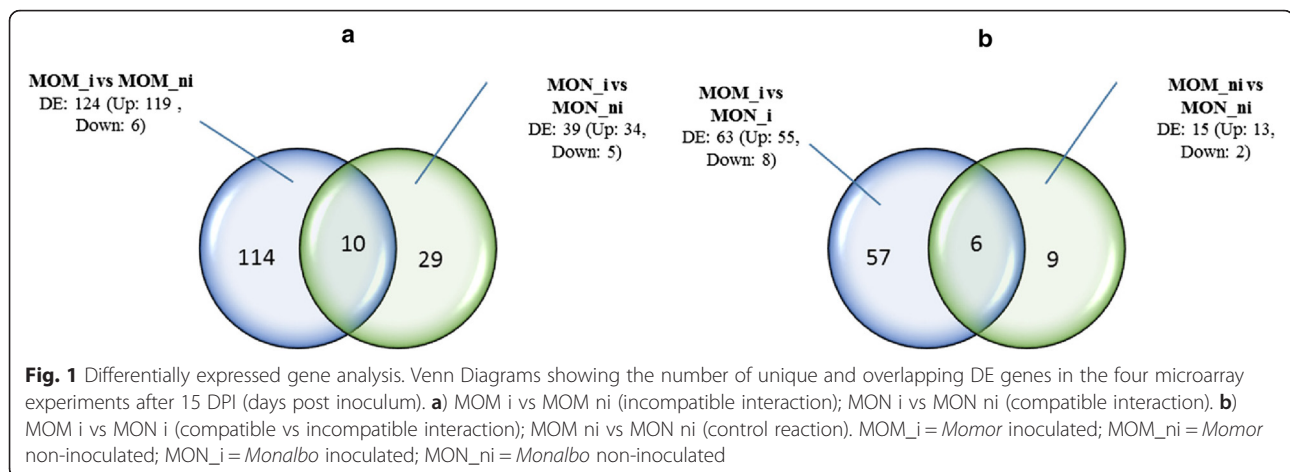 a
b
MOM_i vs MOM_ni
DE: 124 (Up: 119 ,
Down: 6)
MON_i vs
MON_ni
DE: 39 (Up: 34,
Down: 5)
114
10
29
MOM_i vs
MON_i
DE: 63 (Up: 55,
Down: 8)
MOM_ni vs
MON_ni
DE: 15 (Up: 13,
Down: 2)
57
6
9
Fig. 1 Differentially expressed gene analysis. Venn Diagrams showing the number of unique and overlapping DE genes in the four microarray
experiments after 15 DPI (days post inoculum). a) MOM i vs MOM ni (incompatible interaction); MON i vs MON ni (compatible interaction). b)
MOM i vs MON i (compatible vs incompatible interaction); MOM ni vs MON ni (control reaction). MOM_i = Momor inoculated; MOM_ni = Momor
non-inoculated; MON_i = Monalbo inoculated; MON_ni = Monalbo non-inoculated